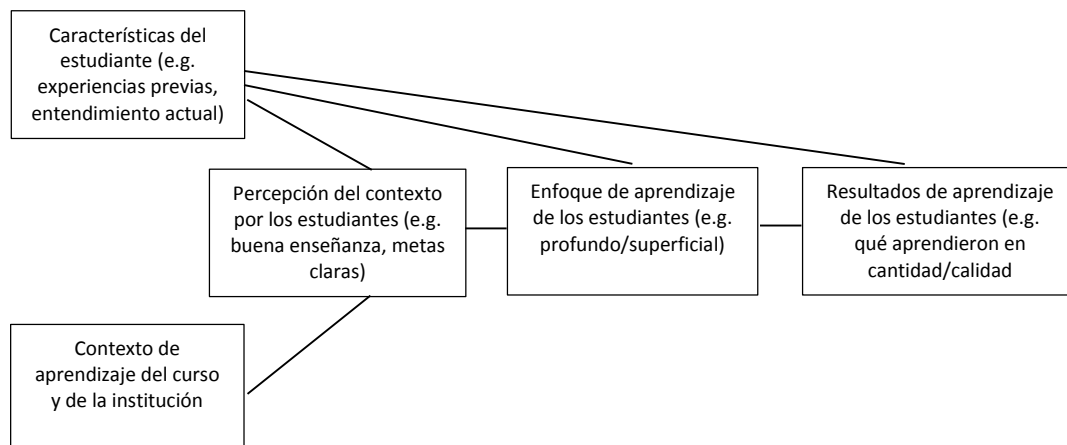 Características del
estudiante (e.g.
experiencias previas,
entendimiento actual)
Percepción del contexto
por los estudiantes (e.g.
buena enseñanza, metas
claras)
Enfoque de aprendizaje
de los estudiantes (e.g.
profundo/superficial)
Resultados de aprendizaje
de los estudiantes (e.g.
qué aprendieron en
cantidad/calidad
Contexto de
aprendizaje del curso
y de la institución